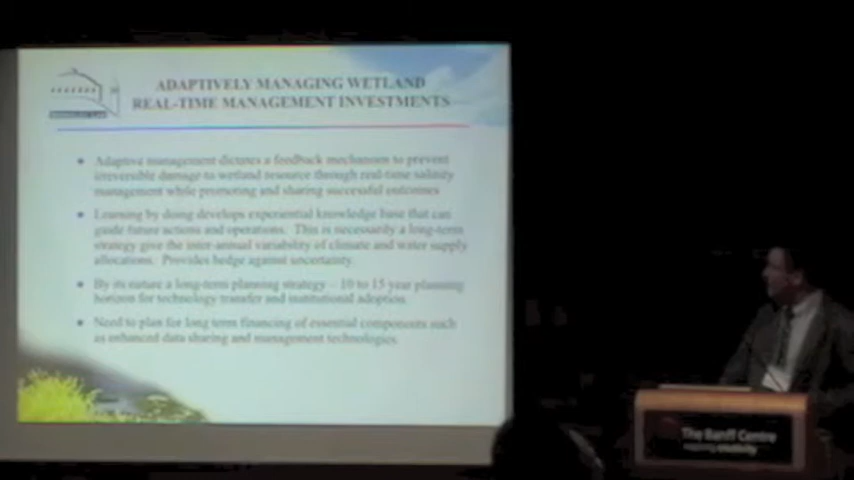 ADAPTIVELY MANAGING WETLAND
REAL-TIME MANAGEMENT INVESTMENTS
• Adaptive management dictates a feedback mechanism to prevent
irreversible damage to wetland resource through real-time salinity
management while promoting and sharing successful outcomes
• Learning by doing develops experiential knowledge base that can
guide future actions and operations. This is necessarily a long-term
strategy give the inter-annual variability of climate and water supply
allocations. Provides hedge against uncertainty.
• By its nature a long-term planning strategy – 10 to 15 year planning
horizon for technology transfer and institutional adoption.
• Need to plan for long term financing of essential components such
as enhanced data sharing and management technologies.
The Banff Centre
inspiring creativity